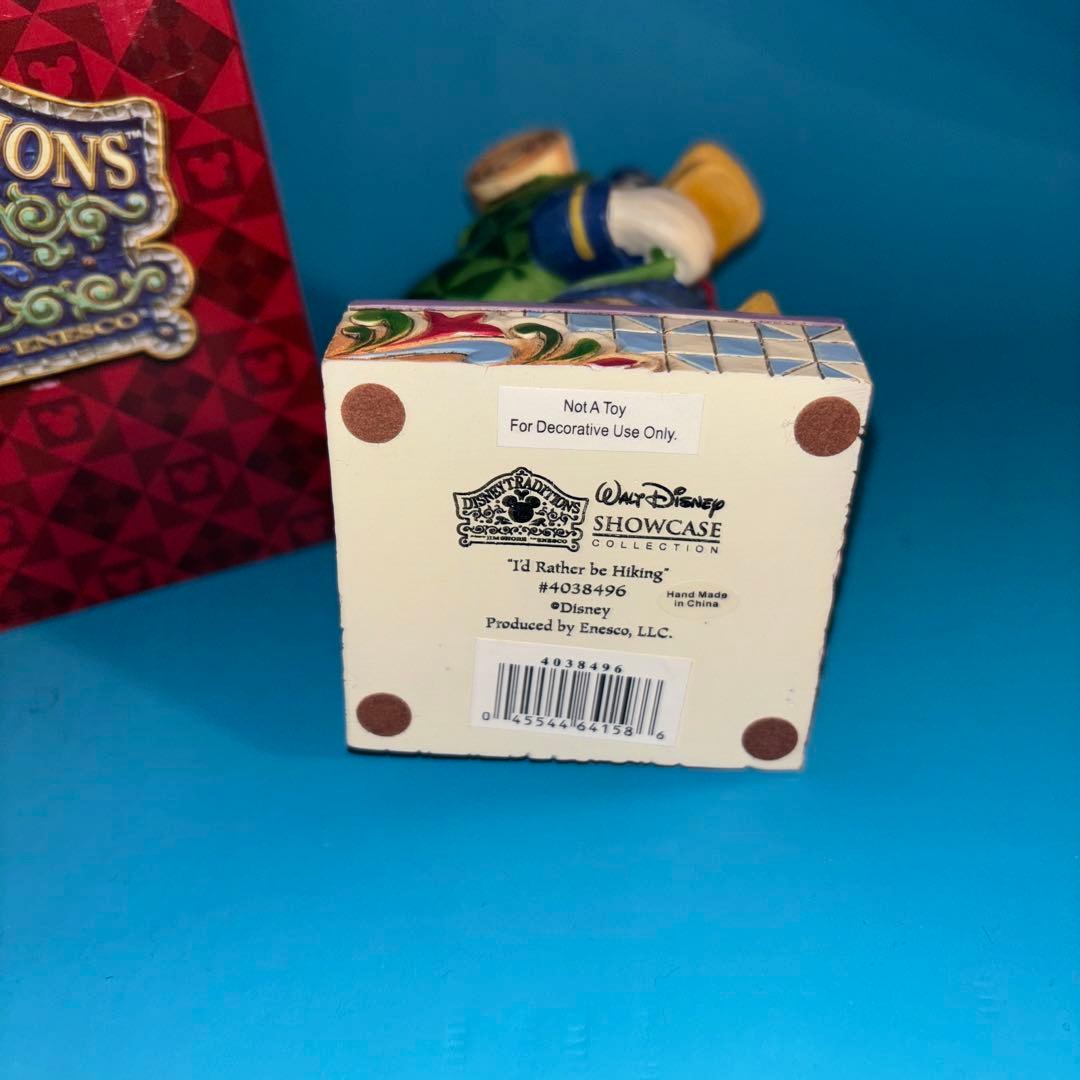 IONS™
ENESCO®
Not A Toy
For Decorative Use Only.
DISNEY TRADITIONS
JIM SHORE ENESCO
WALT DISNEY
SHOWCASE
COLLECTION
"I'd Rather be Hiking"
#4038496
©Disney
Produced by Enesco, LLC.
Hand Made
in China
4038496
0 45544 64158 6